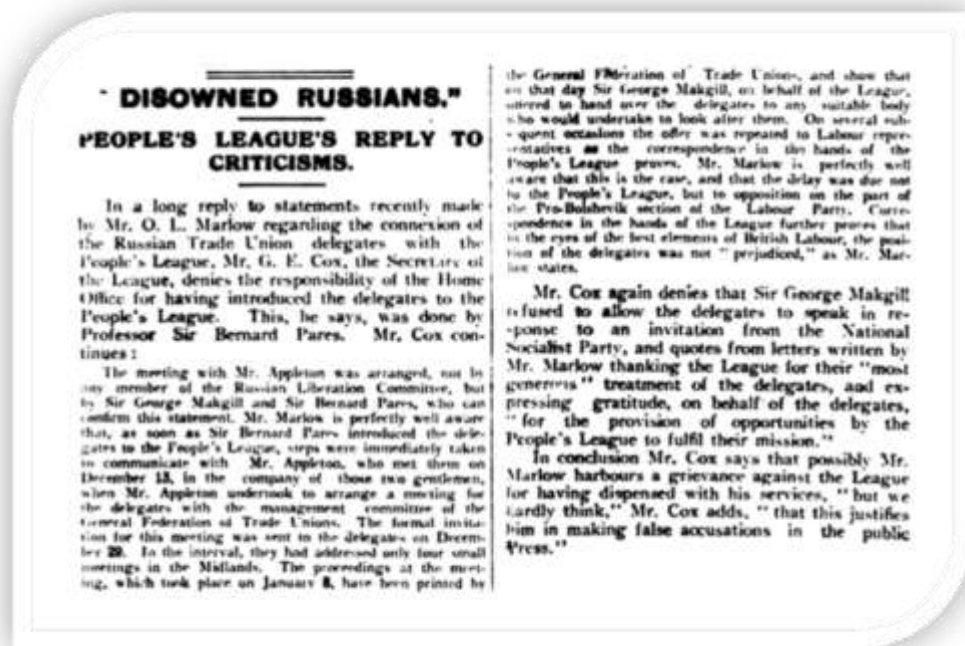 " DISOWNED RUSSIANS."
PEOPLE'S LEAGUE'S REPLY TO
CRITICISMS.
In a long reply to statements recently made
by Mr. O. L. Marlow regarding the connexion of
the Russian Trade Union delegates with the
People's League, Mr. G. E. Cox, the Secretary of
the League, denies the responsibility of the Home
Office for having introduced the delegates to the
People's League. This, he says, was done by
Professor Sir Bernard Pares. Mr. Cox con-
tinues :
The meeting with Mr. Appleton was arranged, not by
any member of the Russian Liberation Committee, but
by Sir George Makgill and Sir Bernard Pares, who can
confirm this statement. Mr. Marlow is perfectly well aware
that, as soon as Sir Bernard Pares introduced the dele-
gates to the People's League, steps were immediately taken
to communicate with Mr. Appleton, who met them on
December 13, in the company of those two gentlemen,
when Mr. Appleton undertook to arrange a meeting for
the delegates with the management committee of the
General Federation of Trade Unions. The formal invita-
tion for this meeting was sent to the delegates on Decem-
ber 29. In the interval, they had addressed only four small
meetings in the Midlands. The proceedings at the meet-
ing, which took place on January 8, have been printed by
the General Federation of Trade Unions, and show that
on that day Sir George Makgill, on behalf of the League,
offered to hand over the delegates to any suitable body
who would undertake to look after them. On several sub-
sequent occasions the offer was repeated to Labour repre-
sentatives as the correspondence in the hands of the
People's League proves. Mr. Marlow is perfectly well
aware that this is the case, and that the delay was due not
to the People's League, but to opposition on the part of
the Pro-Bolshevik section of the Labour Party. Corre-
spondence in the hands of the League further proves that
in the eyes of the best elements of British Labour, the posi-
tion of the delegates was not " prejudiced," as Mr. Mar-
low states.
Mr. Cox again denies that Sir George Makgill
refused to allow the delegates to speak in re-
sponse to an invitation from the National
Socialist Party, and quotes from letters written by
Mr. Marlow thanking the League for their "most
generous" treatment of the delegates, and ex-
pressing gratitude, on behalf of the delegates,
"for the provision of opportunities by the
People's League to fulfil their mission."
In conclusion Mr. Cox says that possibly Mr.
Marlow harbours a grievance against the League
for having dispensed with his services, "but we
hardly think," Mr. Cox adds, "that this justifies
him in making false accusations in the public
Press."